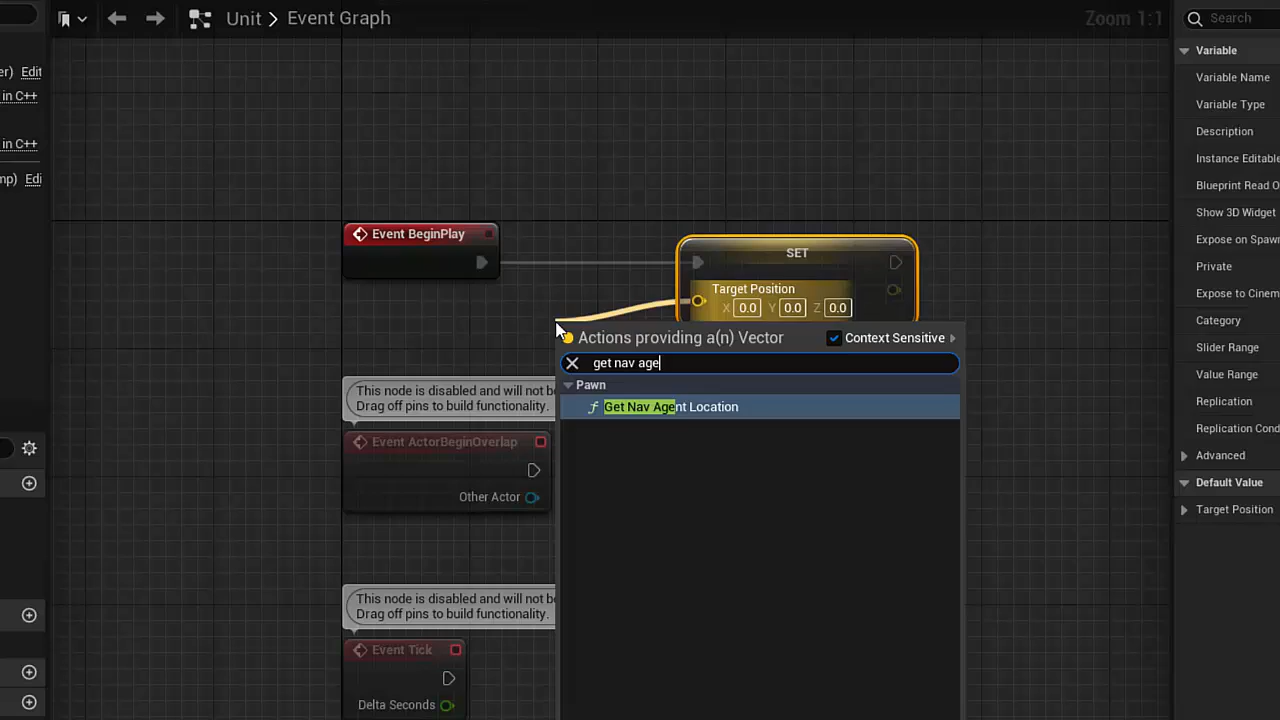 Unit > Event Graph
Zoom 1:1
Search
er) Edit
in C++
in C++
mp) Edi
Event BeginPlay
SET
Target Position
X 0.0 Y 0.0 Z 0.0
Actions providing a(n) Vector
Context Sensitive
get nav age
Pawn
f Get Nav Agent Location
This node is disabled and will not be
Drag off pins to build functionality.
Event ActorBeginOverlap
Other Actor
This node is disabled and will not be
Drag off pins to build functionality.
Event Tick
Delta Seconds
Variable
Variable Name
Variable Type
Description
Instance Editable
Blueprint Read O
Show 3D Widget
Expose on Spawn
Private
Expose to Cinem
Category
Slider Range
Value Range
Replication
Replication Cond
Advanced
Default Value
Target Position